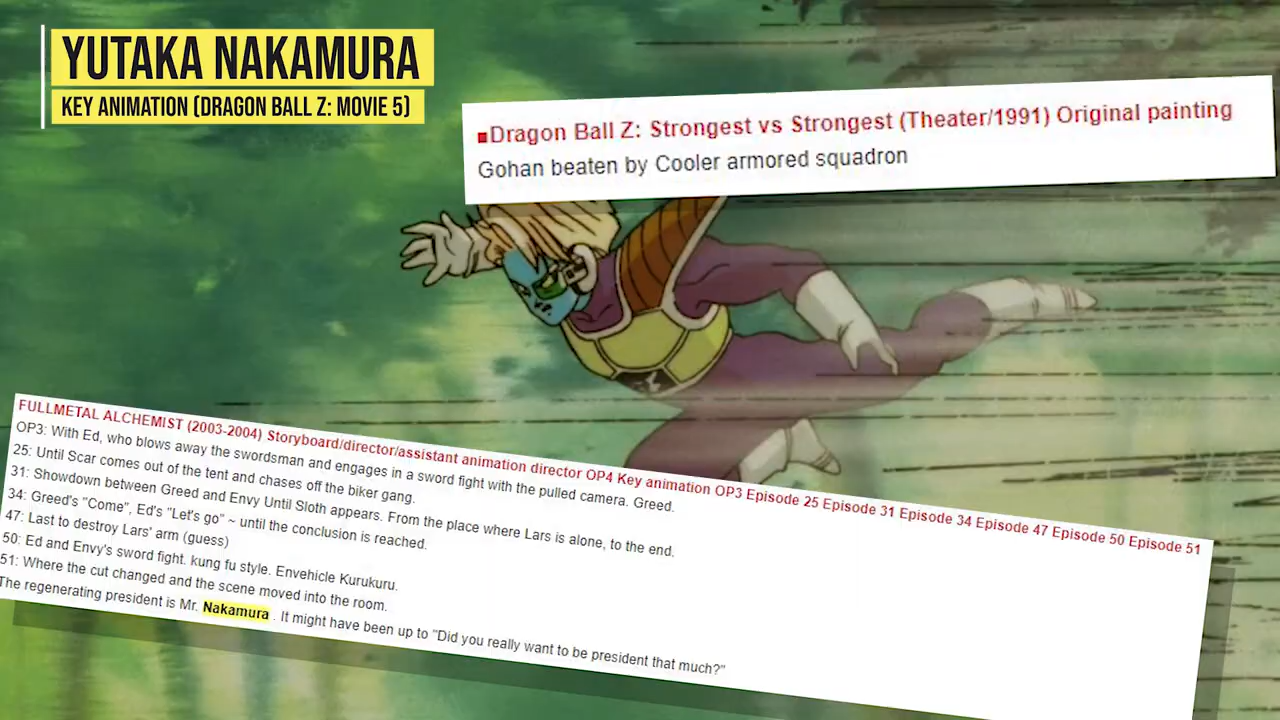 YUTAKA NAKAMURA
KEY ANIMATION (DRAGON BALL Z: MOVIE 5)
■Dragon Ball Z: Strongest vs Strongest (Theater/1991) Original painting
Gohan beaten by Cooler armored squadron
FULLMETAL ALCHEMIST (2003-2004) Storyboard/director/assistant animation director OP4 Key animation OP3 Episode 25 Episode 31 Episode 34 Episode 47 Episode 50 Episode 51
OP3: With Ed, who blows away the swordsman and engages in a sword fight with the pulled camera. Greed.
25: Until Scar comes out of the tent and chases off the biker gang.
31: Showdown between Greed and Envy Until Sloth appears. From the place where Lars is alone, to the end.
34: Greed's "Come", Ed's "Let's go" ~ until the conclusion is reached.
47: Last to destroy Lars' arm (guess)
50: Ed and Envy's sword fight. kung fu style. Envehicle Kurukuru.
51: Where the cut changed and the scene moved into the room.
The regenerating president is Mr. Nakamura . It might have been up to "Did you really want to be president that much?"